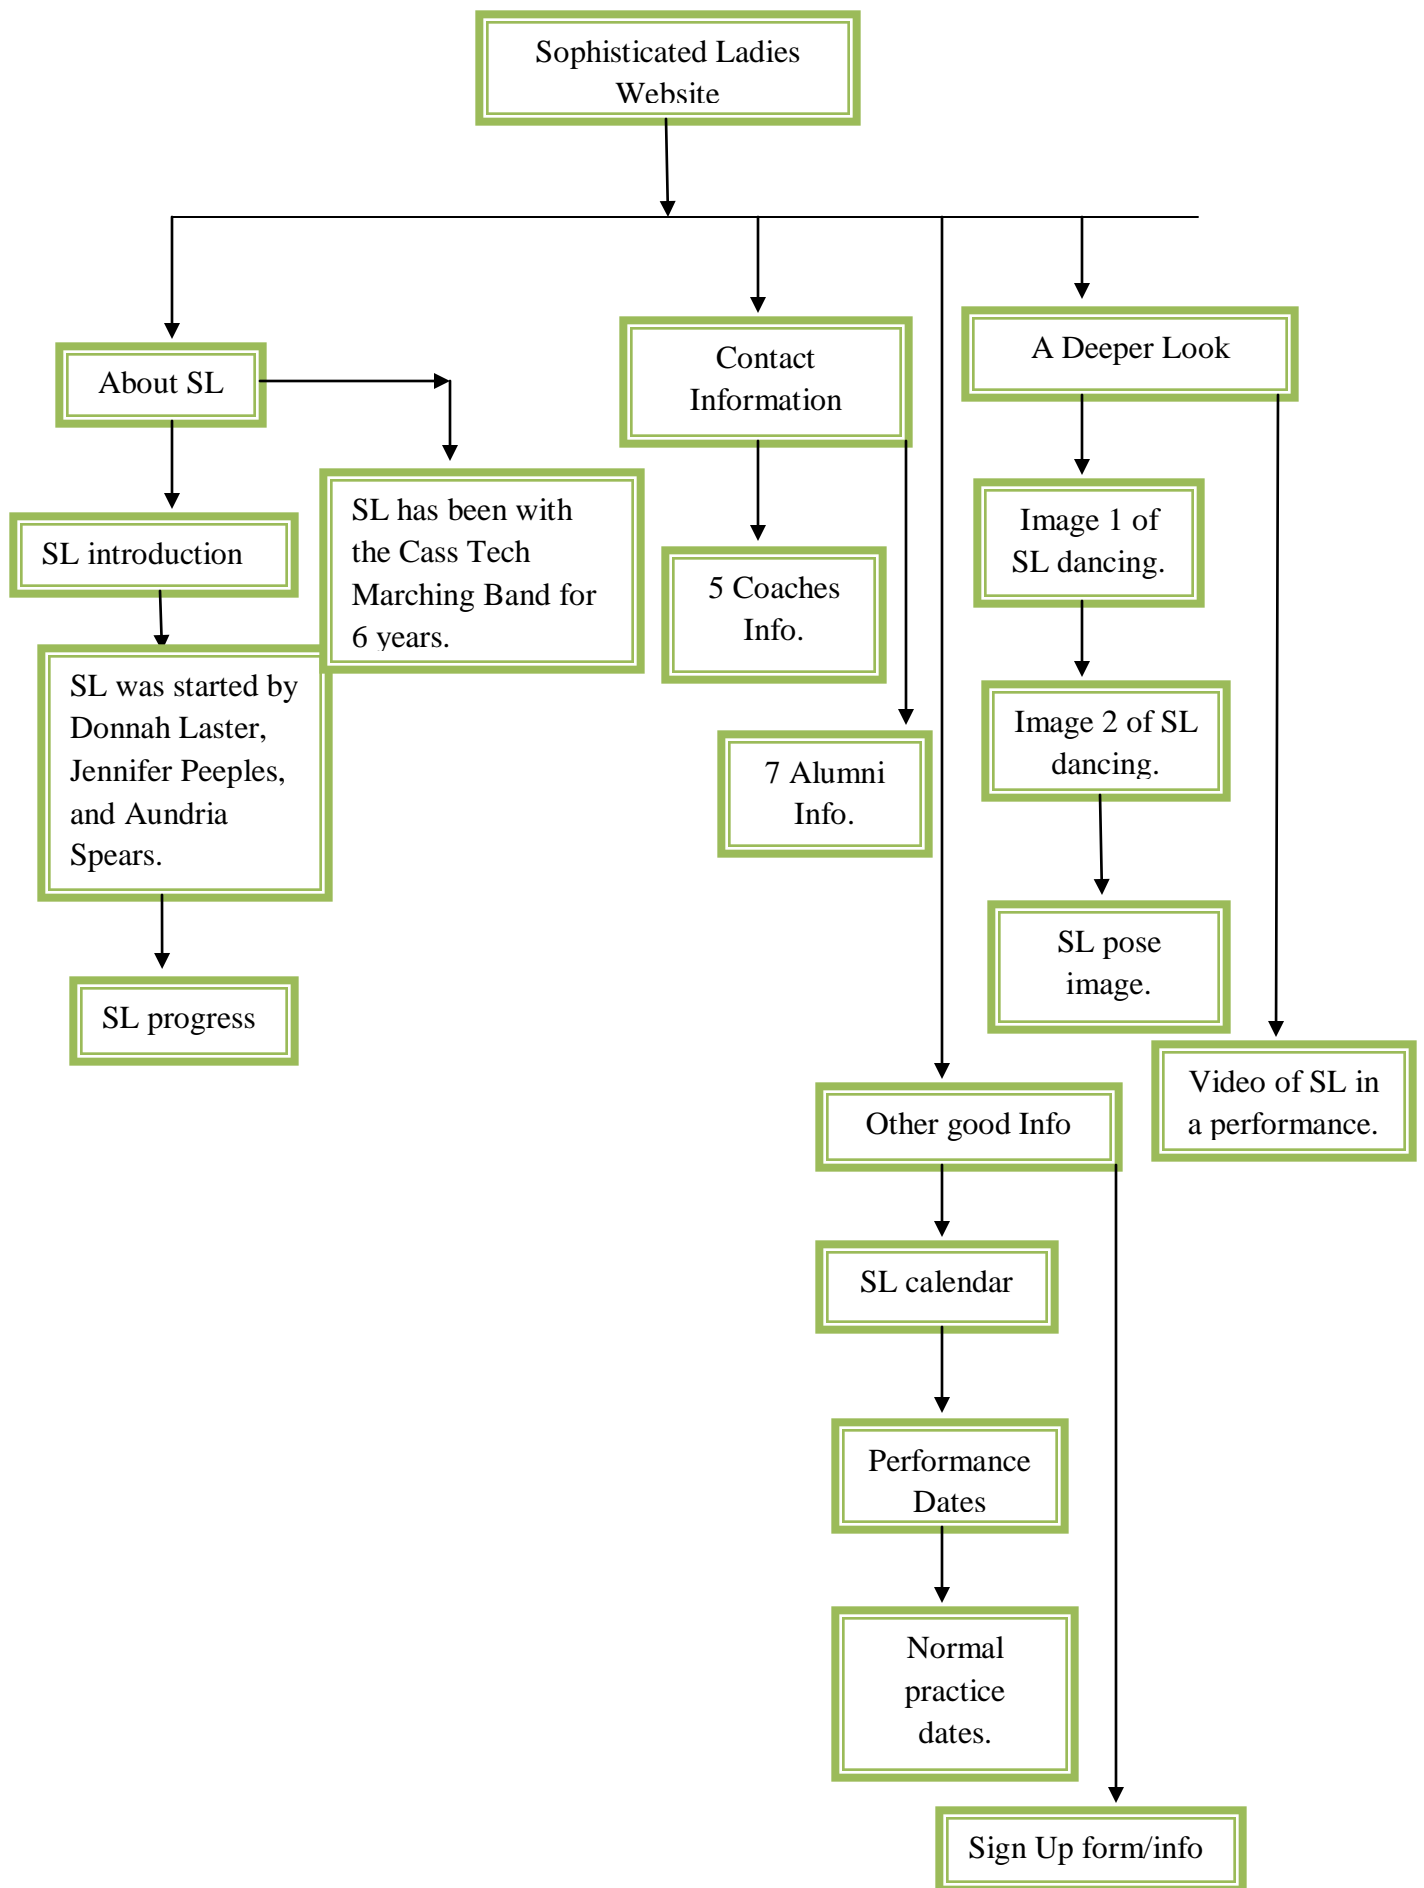 Sophisticated Ladies
Website
About SL
SL introduction
SL was started by
Donnah Laster,
Jennifer Peeples,
and Aundria
Spears.
SL progress
SL has been with
the Cass Tech
Marching Band for
6 years.
Contact
Information
5 Coaches
Info.
7 Alumni
Info.
A Deeper Look
Image 1 of
SL dancing.
Image 2 of SL
dancing.
SL pose
image.
Video of SL in
a performance.
Other good Info
SL calendar
Performance
Dates
Normal
practice
dates.
Sign Up form/info